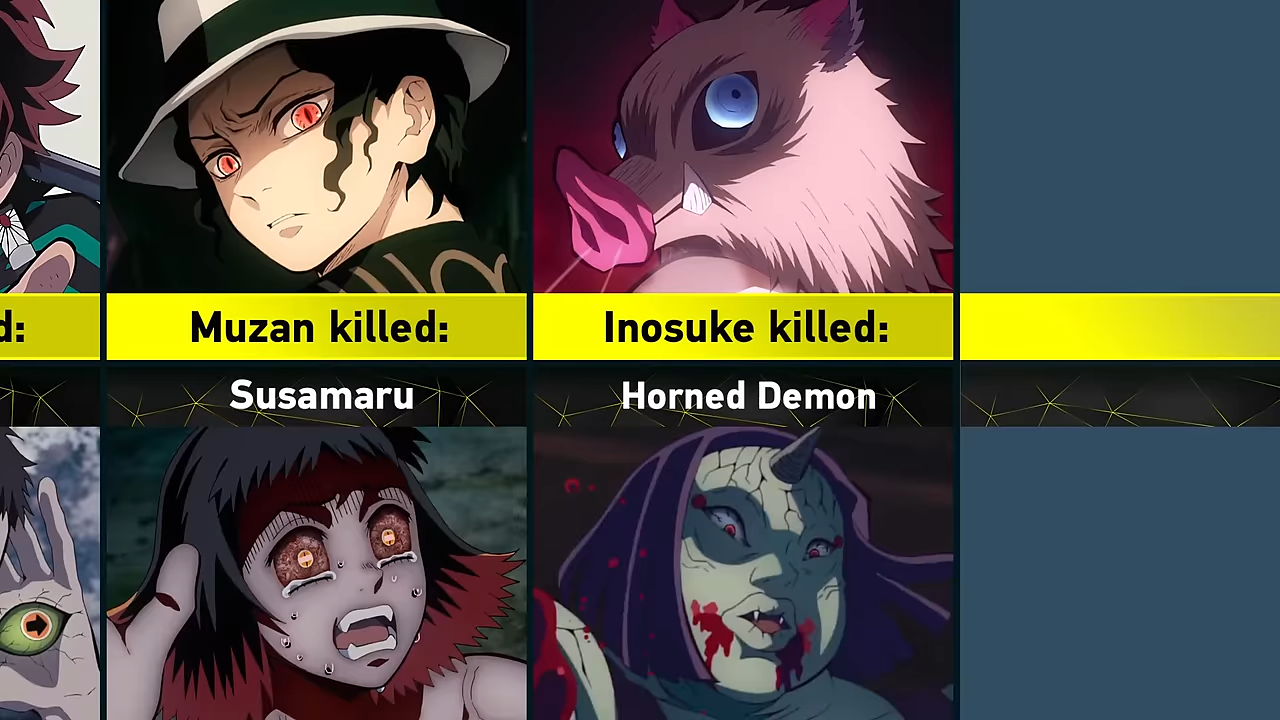 d:
Muzan killed:
Inosuke killed:
Susamaru
Horned Demon